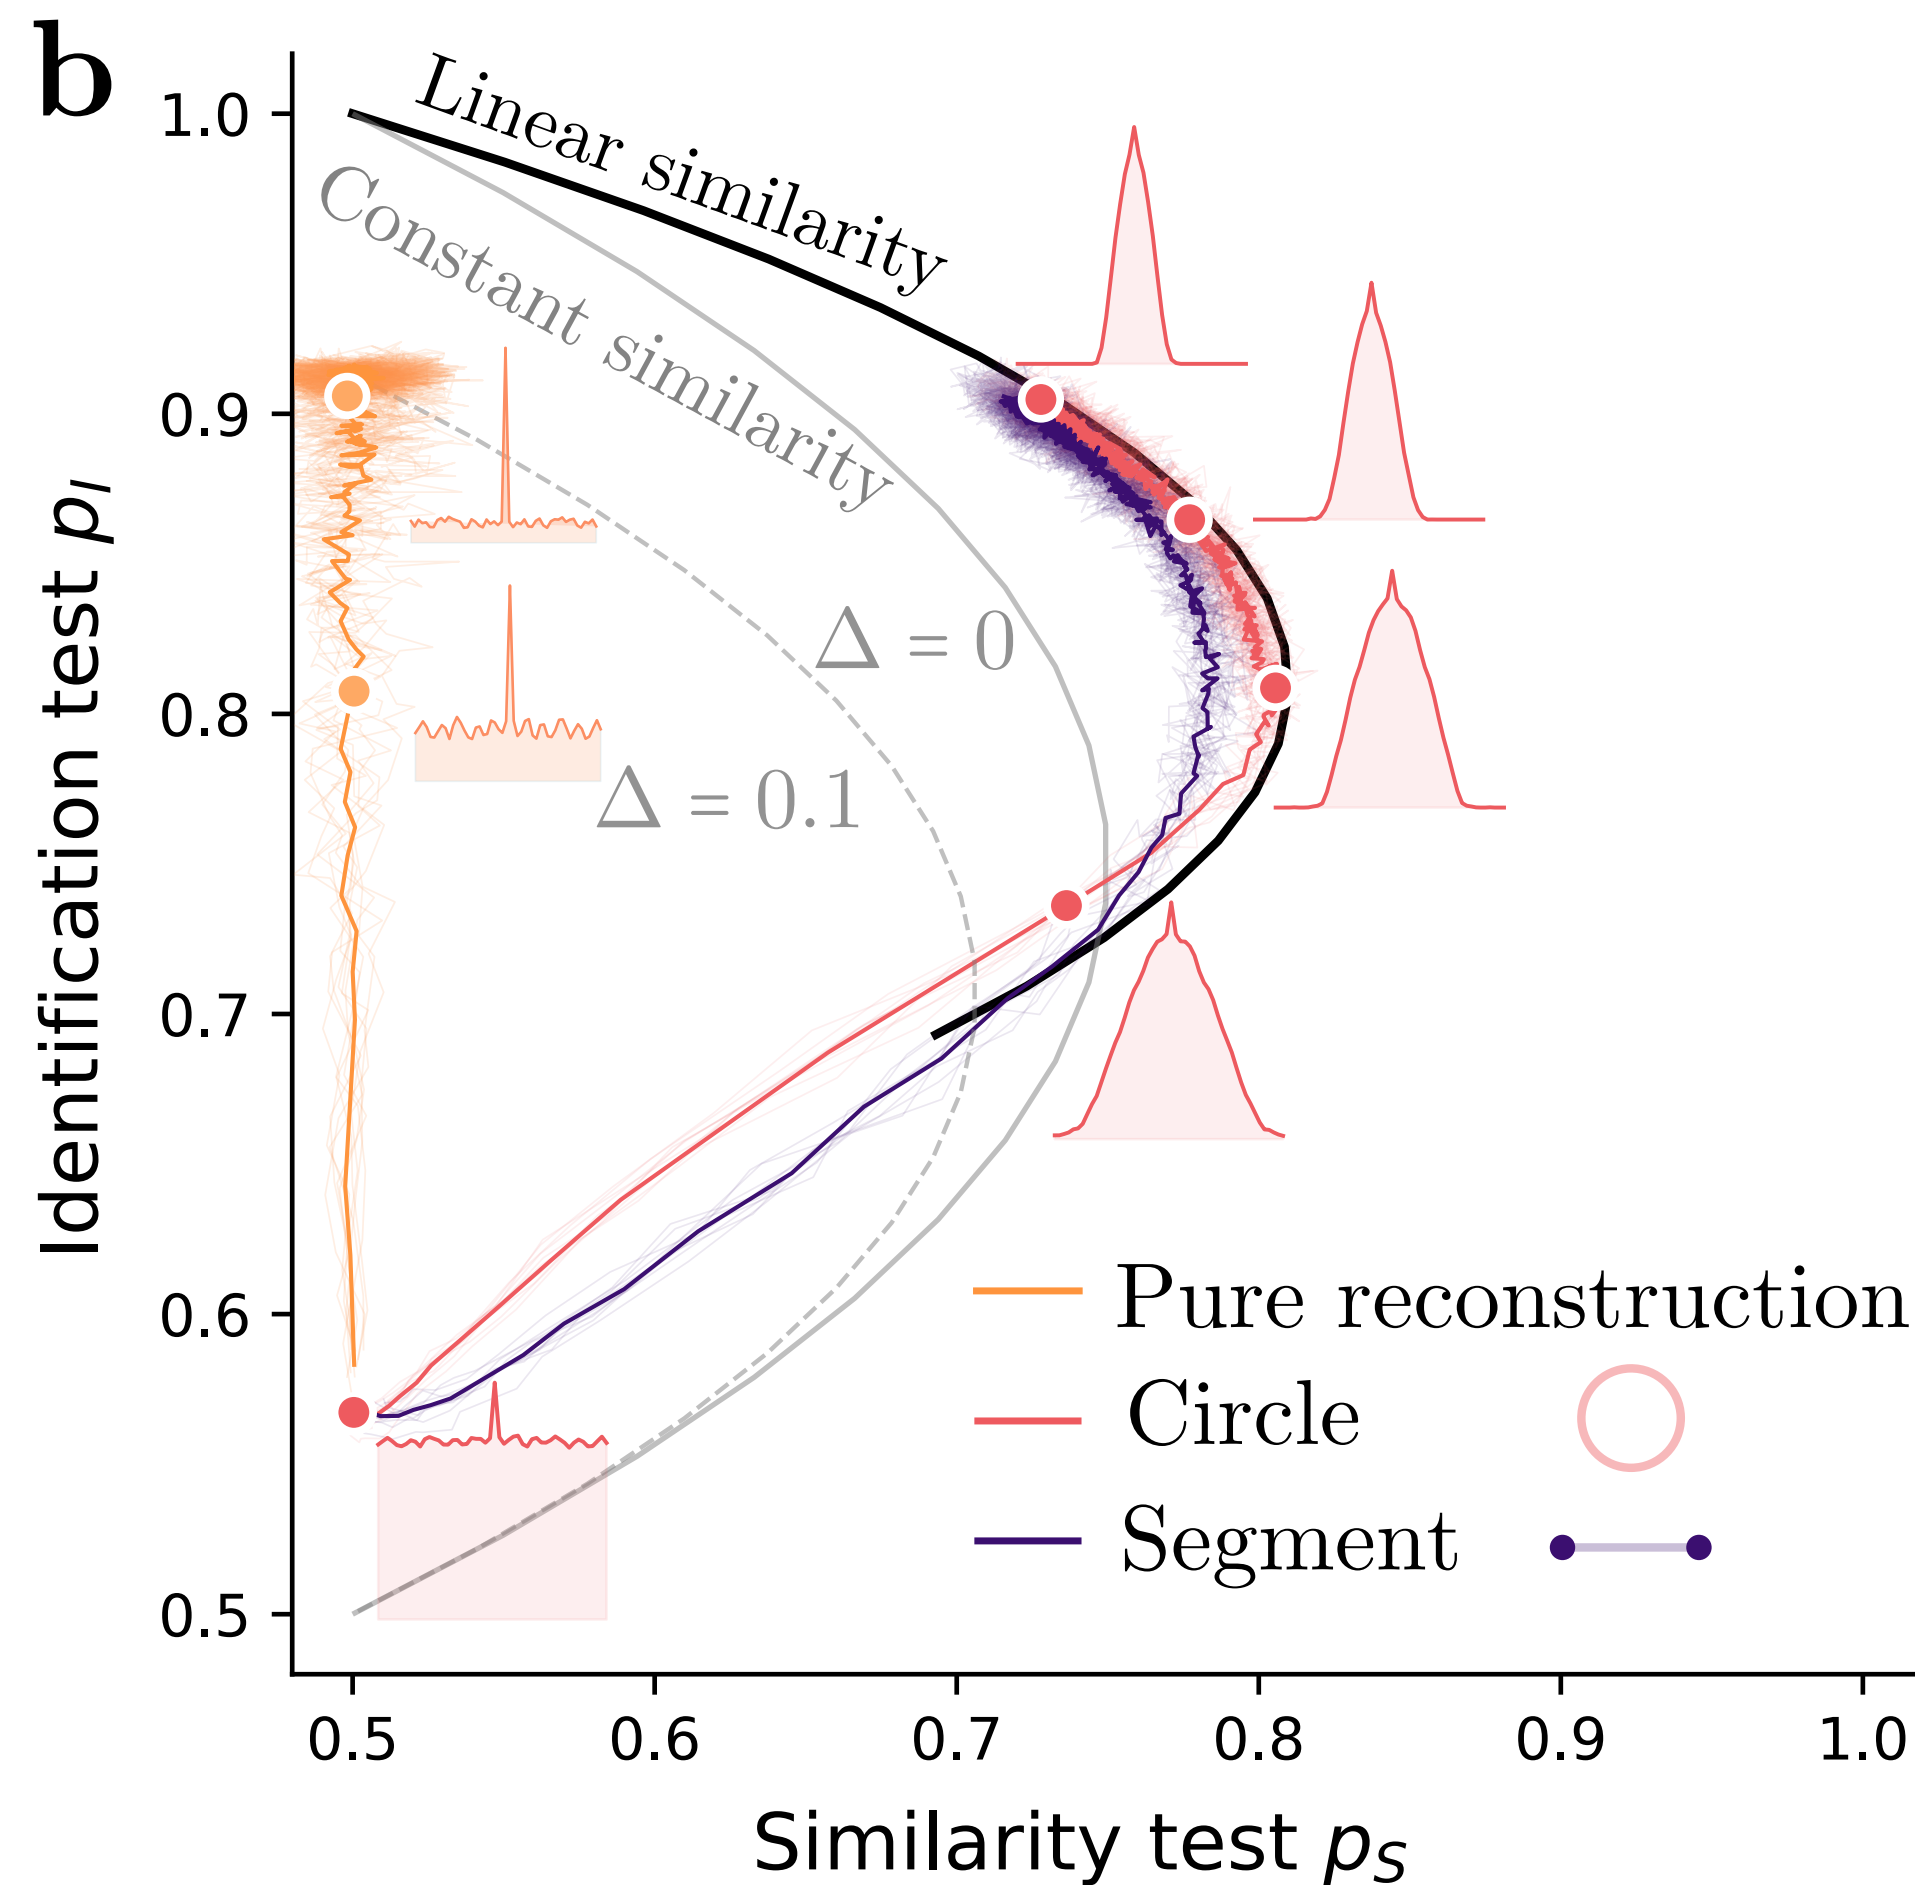 b
Linear similarity
Constant similarity
Δ = 0
Δ = 0.1
Identification test p_I
1.0
0.9
0.8
0.7
0.6
0.5
Pure reconstruction
Circle
Segment
0.5 0.6 0.7 0.8 0.9 1.0
Similarity test p_S